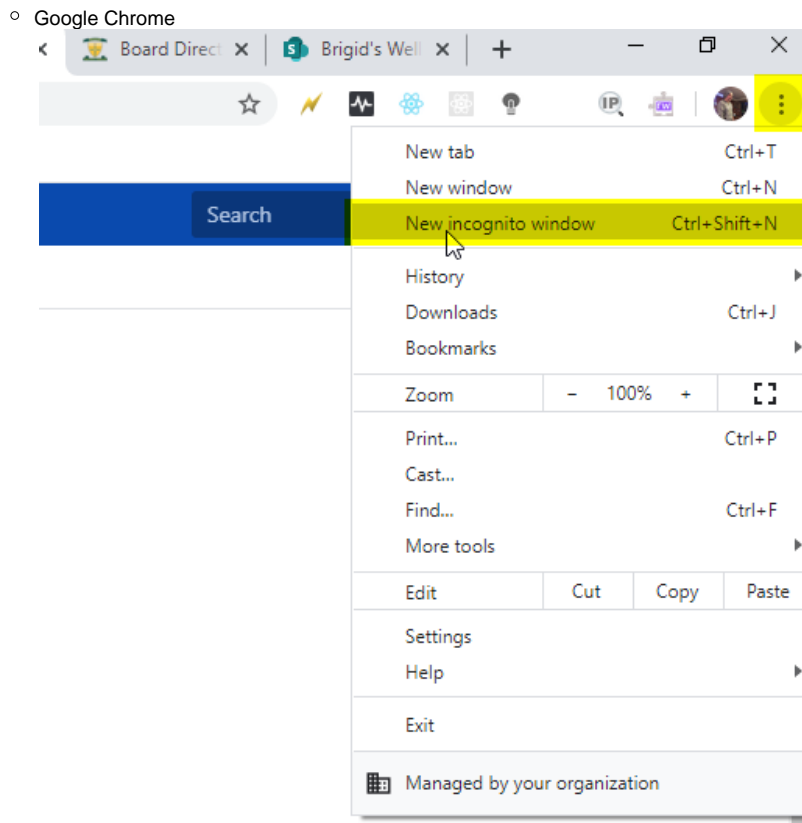 Google Chrome
Board Direct Brigid's Well
New tab Ctrl+T
New window Ctrl+N
Search
New incognito window Ctrl+Shift+N
History
Downloads Ctrl+J
Bookmarks
Zoom - 100% +
Print... Ctrl+P
Cast...
Find... Ctrl+F
More tools
Edit Cut Copy Paste
Settings
Help
Exit
Managed by your organization